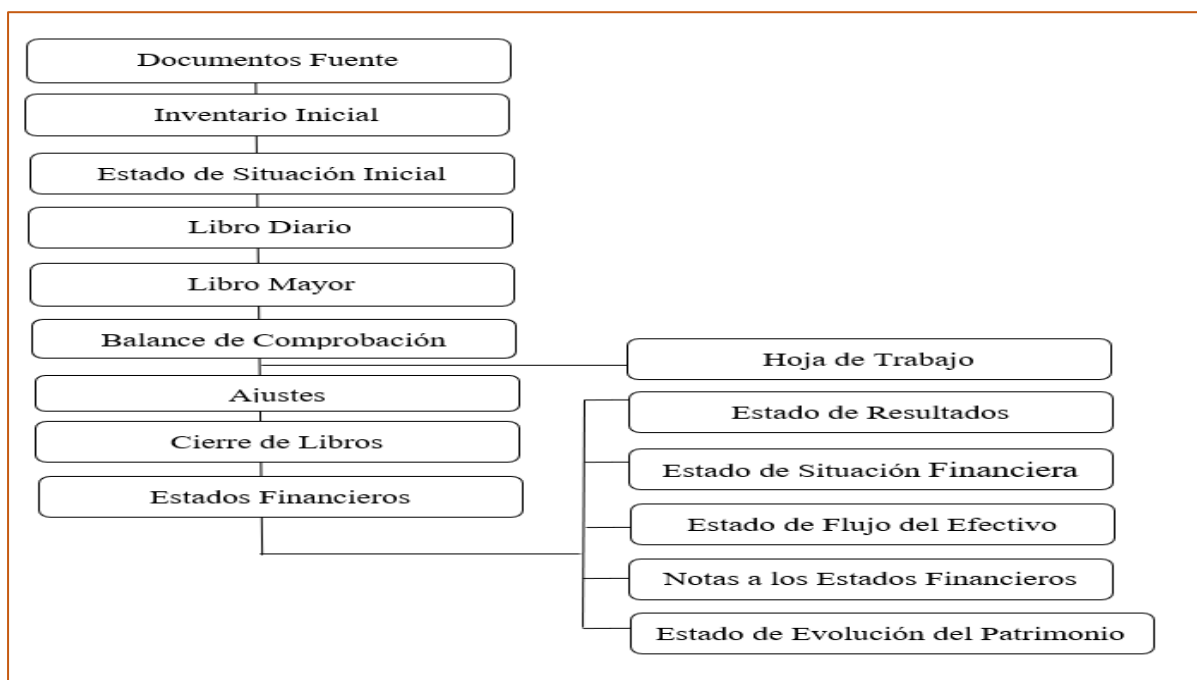 Documentos Fuente
Inventario Inicial
Estado de Situación Inicial
Libro Diario
Libro Mayor
Balance de Comprobación
Hoja de Trabajo
Ajustes
Cierre de Libros
Estados Financieros
Estado de Resultados
Estado de Situación Financiera
Estado de Flujo del Efectivo
Notas a los Estados Financieros
Estado de Evolución del Patrimonio